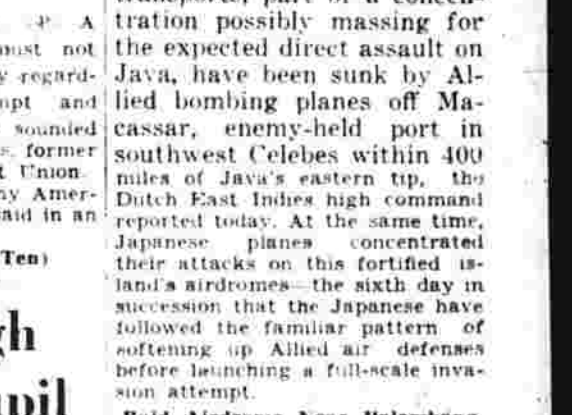 P A
must not
regard-
and
sounded
former
Union.
Amer-
said in an
Ten)
tration possibly massing for
the expected direct assault on
Java, have been sunk by Al-
lied bombing planes off Ma-
cassar, enemy-held port in
southwest Celebes within 400
miles of Java's eastern tip, the
Dutch East Indies high command
reported today. At the same time,
Japanese planes concentrated
their attacks on this fortified is-
land's airdromes—the sixth day in
succession that the Japanese have
followed the familiar pattern of
softening up Allied air defenses
before launching a full-scale inva-
sion attempt.